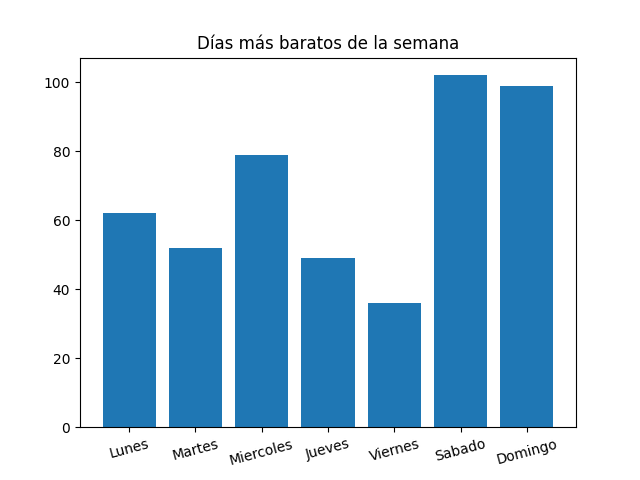 Días más baratos de la semana
100
80
60
40
20
0
Lunes
Martes
Miercoles
Jueves
Viernes
Sabado
Domingo